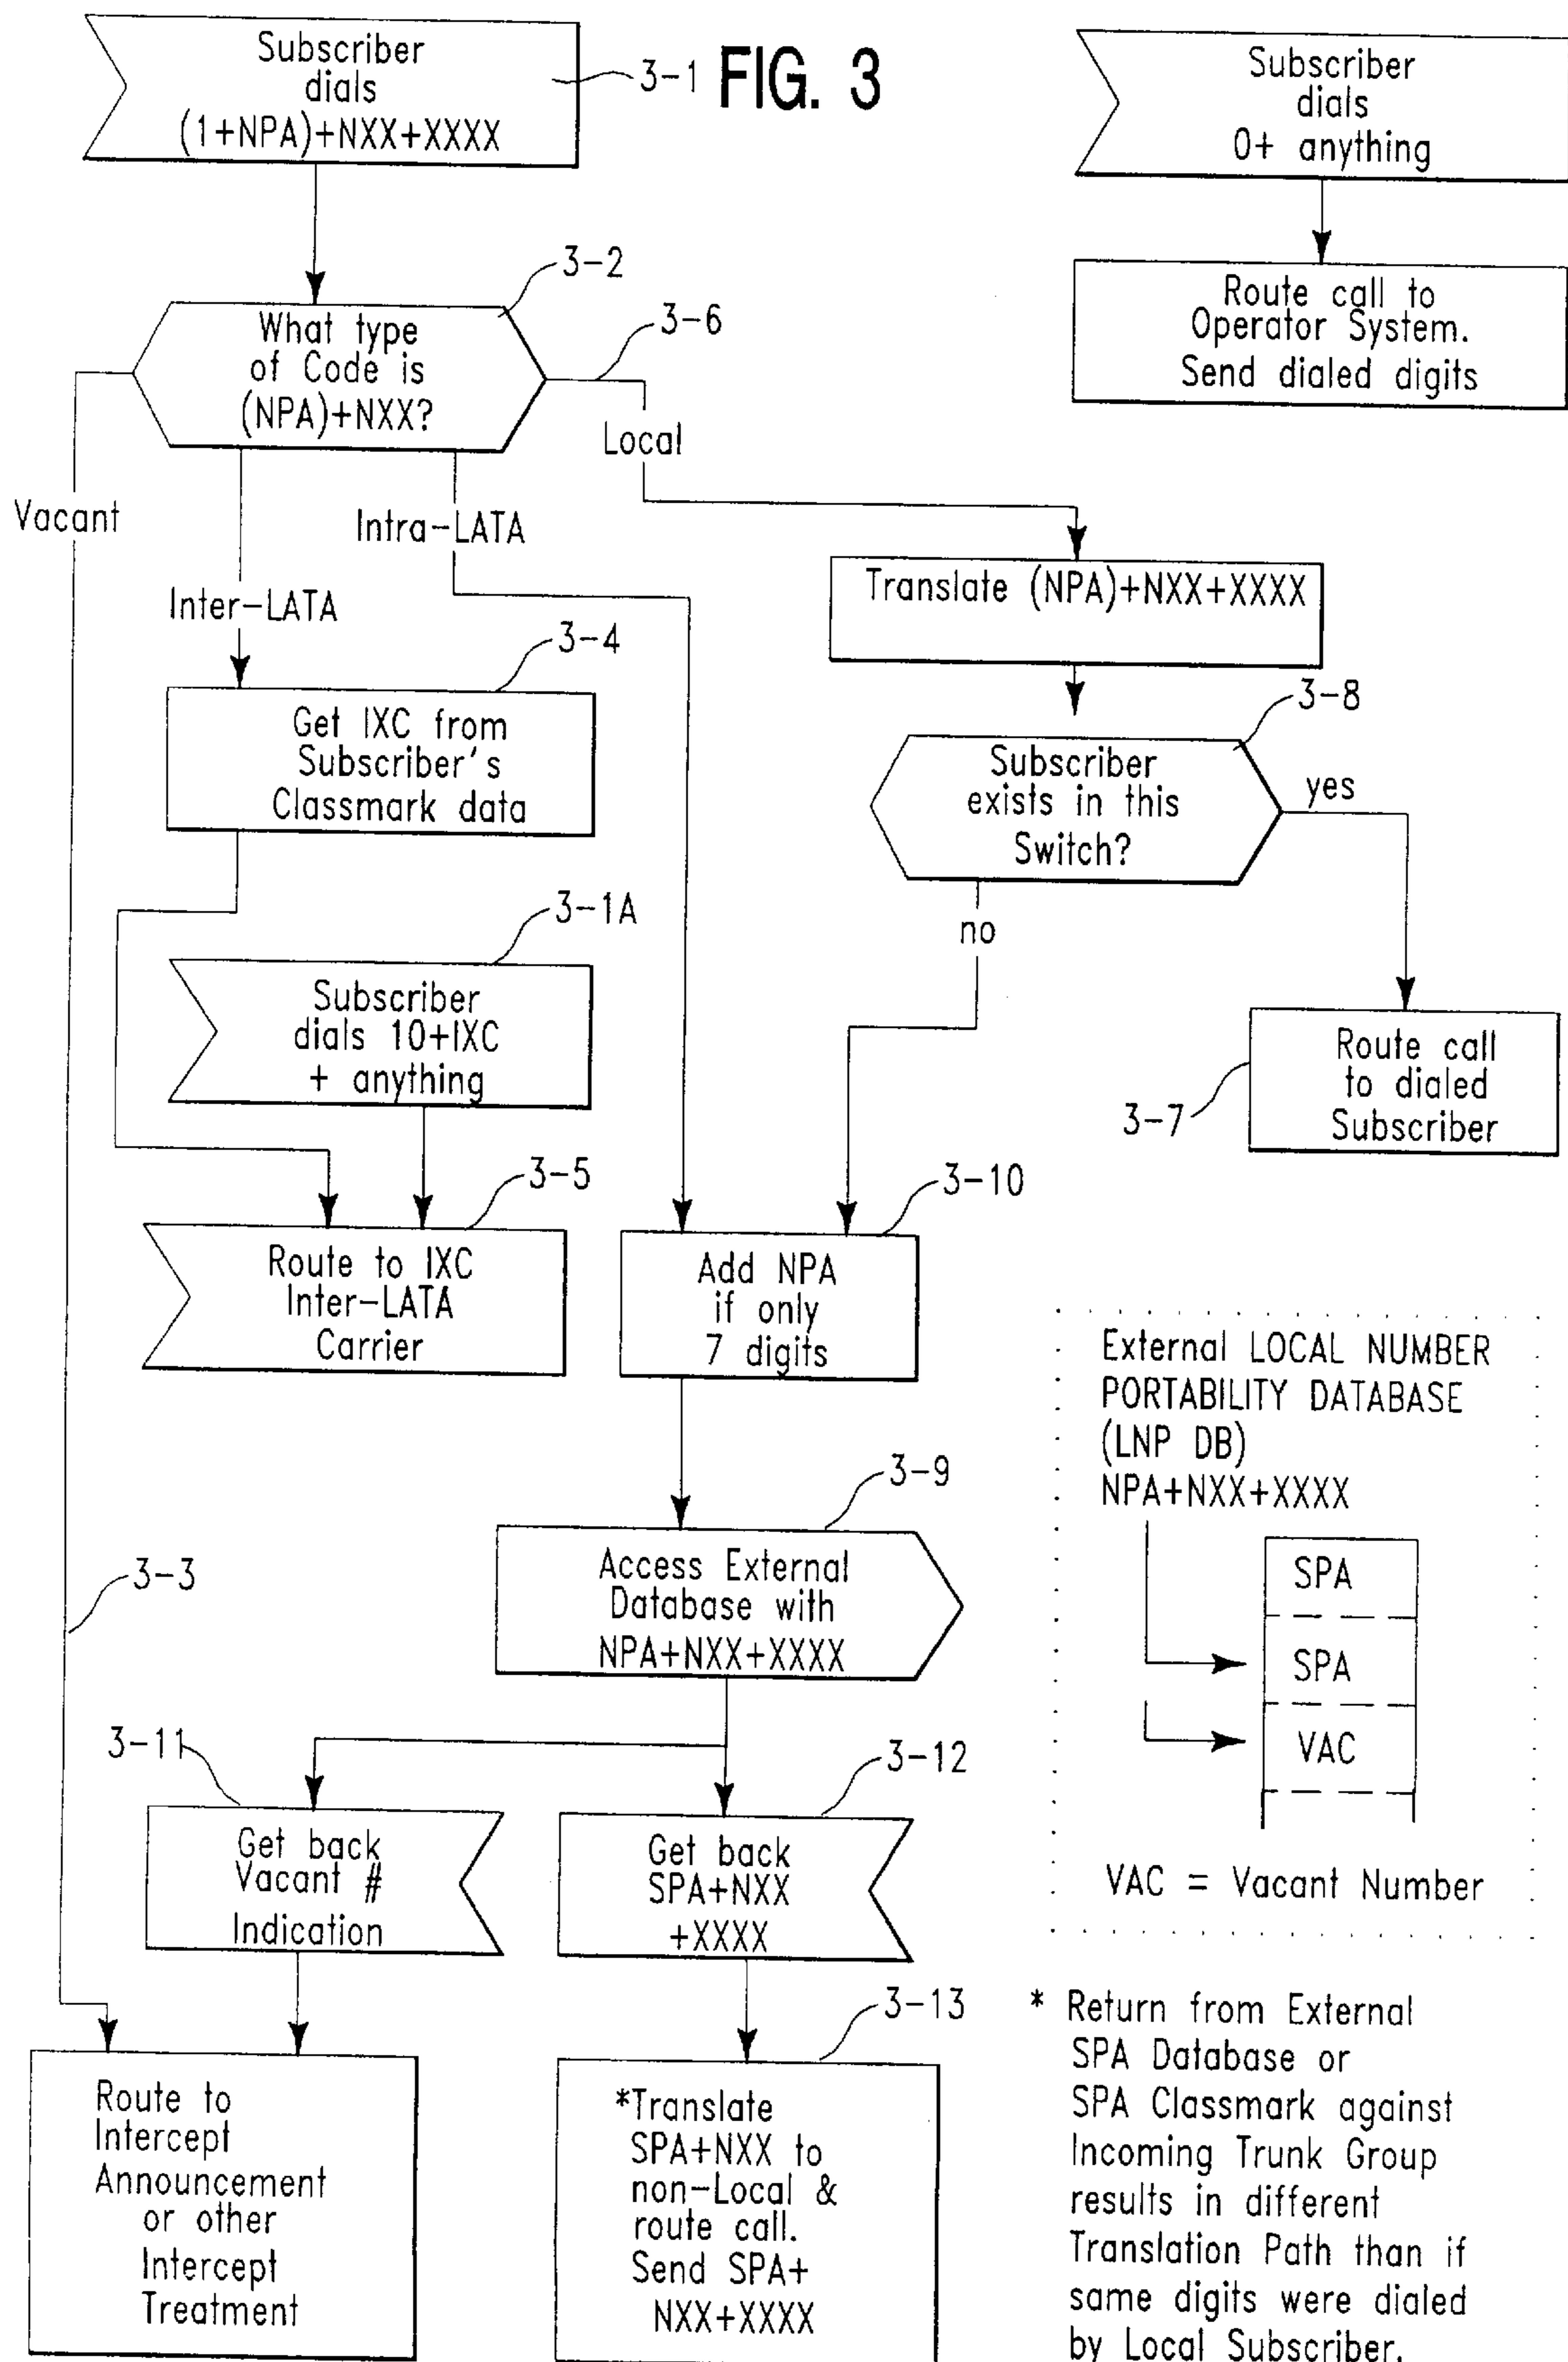 FIG. 3
Subscriber
dials
(1+NPA)+NXX+XXXX
3-1
Subscriber
dials
0+ anything
Route call to
Operator System.
Send dialed digits
3-2
What type
of Code is
(NPA)+NXX?
3-6
Local
Vacant
Intra-LATA
Inter-LATA
Translate (NPA)+NXX+XXXX
3-4
Get IXC from
Subscriber's
Classmark data
3-8
Subscriber
exists in this
Switch?
yes
no
3-1A
Subscriber
dials 10+IXC
+ anything
Route call
to dialed
Subscriber
3-7
3-5
Route to IXC
Inter-LATA
Carrier
3-10
Add NPA
if only
7 digits
External LOCAL NUMBER
PORTABILITY DATABASE
(LNP DB)
NPA+NXX+XXXX
SPA
SPA
VAC
VAC = Vacant Number
3-9
Access External
Database with
NPA+NXX+XXXX
3-3
3-11
Get back
Vacant #
Indication
3-12
Get back
SPA+NXX
+XXXX
3-13
Route to
Intercept
Announcement
or other
Intercept
Treatment
*Translate
SPA+NXX to
non-Local &
route call.
Send SPA+
NXX+XXXX
* Return from External
SPA Database or
SPA Classmark against
Incoming Trunk Group
results in different
Translation Path than if
same digits were dialed
by Local Subscriber.